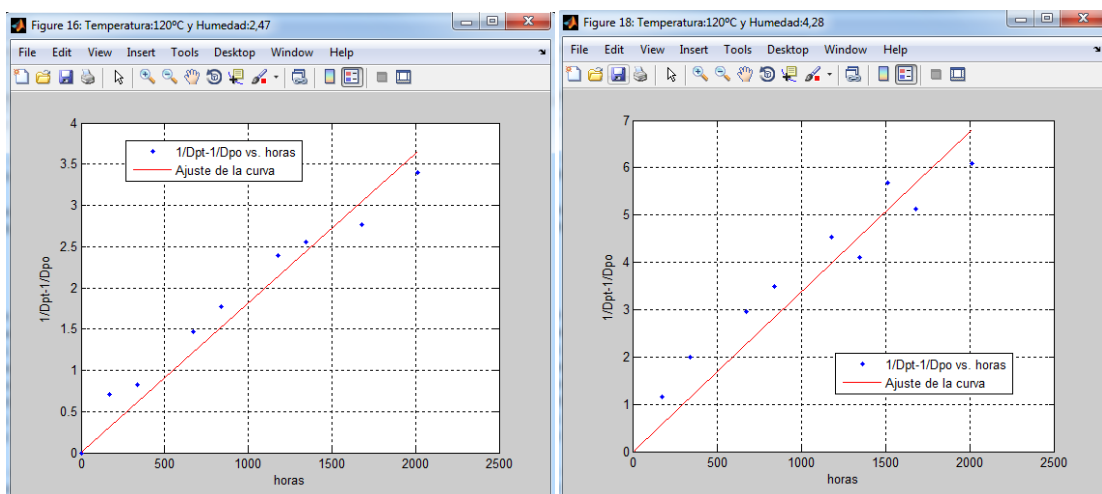 Figure 16: Temperatura:120ºC y Humedad:2,47
File Edit View Insert Tools Desktop Window Help
4
3.5
3
2.5
2
1.5
1
0.5
0
1/Dpt-1/Dpo
1/Dpt-1/Dpo vs. horas
Ajuste de la curva
0 500 1000 1500 2000 2500
horas
Figure 18: Temperatura:120ºC y Humedad:4,28
File Edit View Insert Tools Desktop Window Help
7
6
5
4
3
2
1
0
1/Dpt-1/Dpo
1/Dpt-1/Dpo vs. horas
Ajuste de la curva
0 500 1000 1500 2000 2500
horas